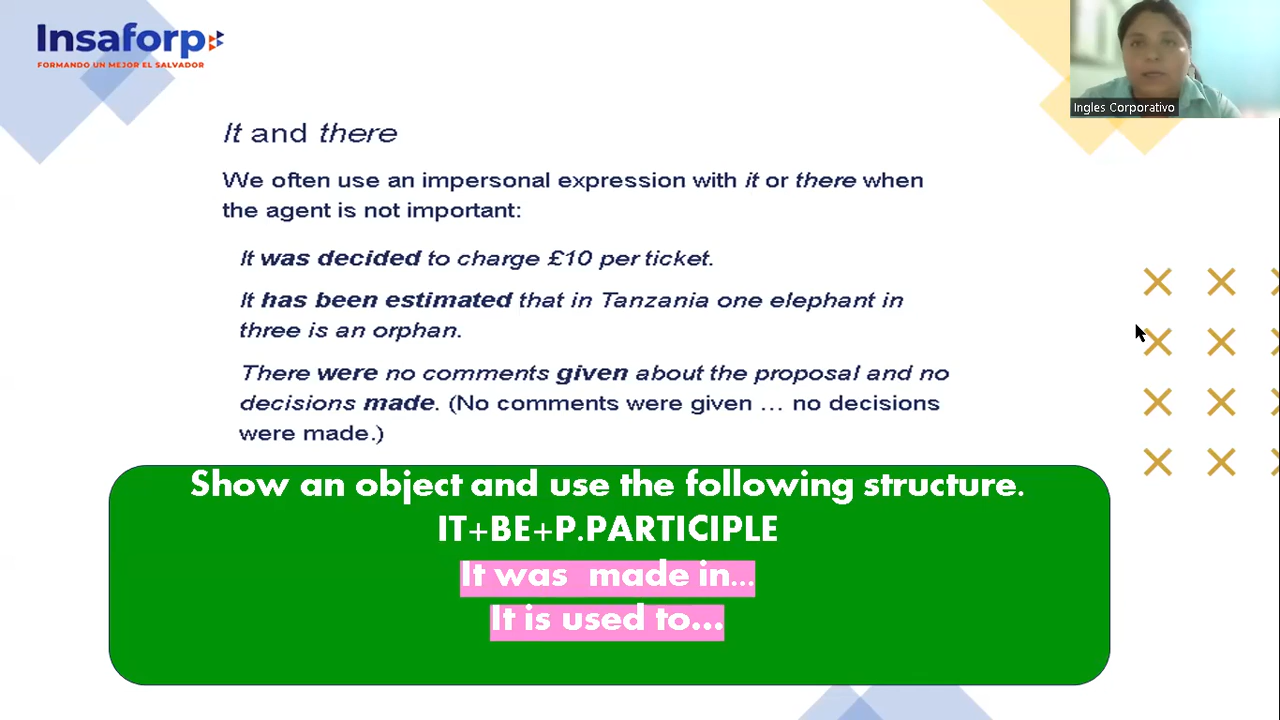 Insaforp
FORMANDO UN MEJOR EL SALVADOR
Ingles Corporativo
It and there
We often use an impersonal expression with it or there when
the agent is not important:
It was decided to charge £10 per ticket.
It has been estimated that in Tanzania one elephant in
three is an orphan.
There were no comments given about the proposal and no
decisions made. (No comments were given … no decisions
were made.)
Show an object and use the following structure.
IT+BE+P.PARTICIPLE
It was made in...
It is used to...